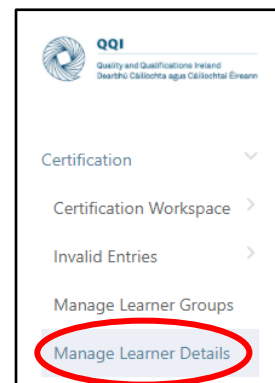 QQI
Quality and Qualifications Ireland
Dearbhú Cáilíochta agus Cáilíochtaí Éireann
Certification
Certification Workspace
Invalid Entries
Manage Learner Groups
Manage Learner Details